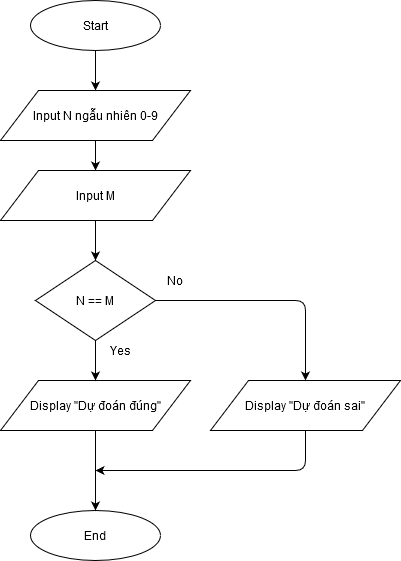 Start
Input N ngẫu nhiên 0-9
Input M
N == M
No
Yes
Display "Dự đoán đúng"
Display "Dự đoán sai"
End